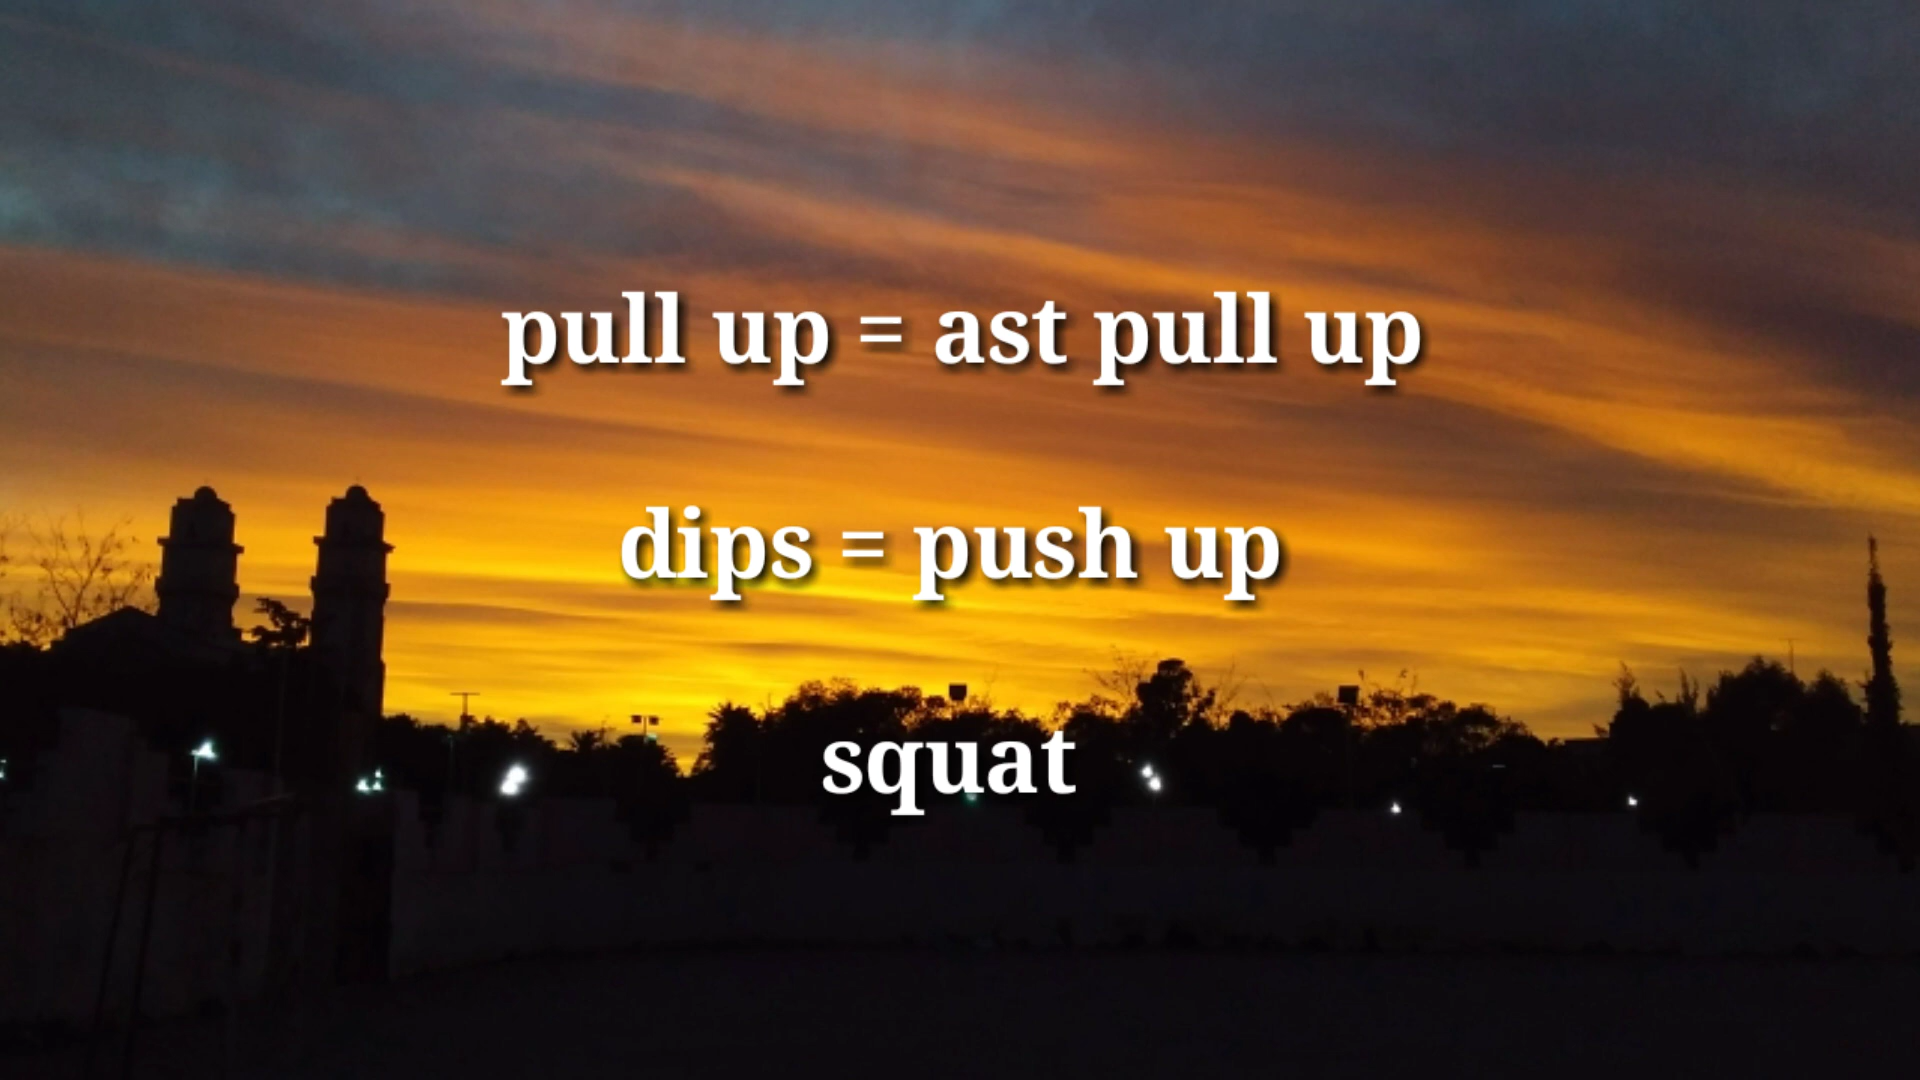 pull up = ast pull up
dips = push up
squat